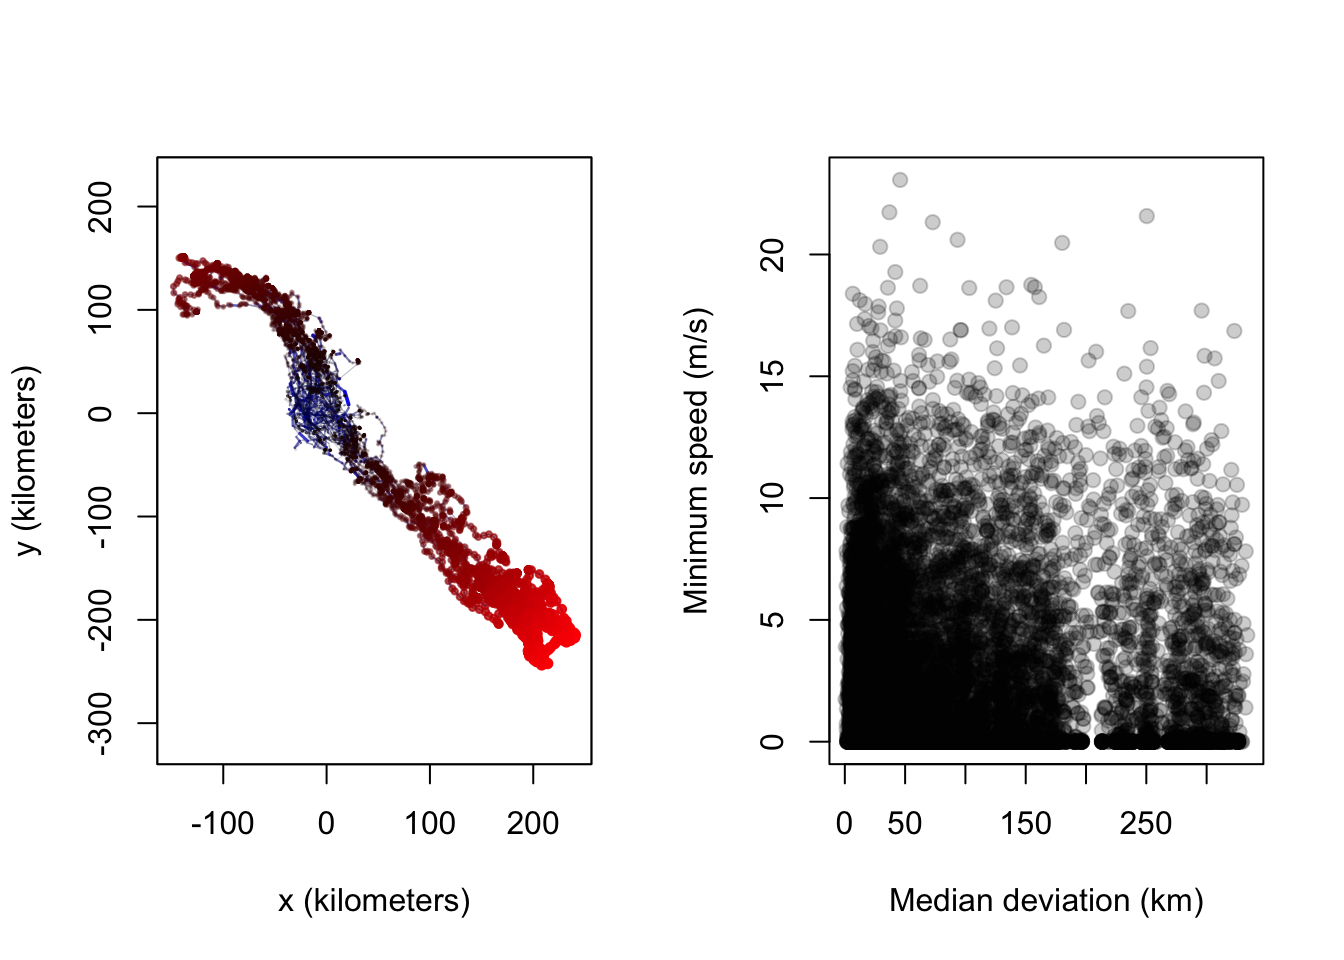 y (kilometers)
200
100
0
-100
-200
-300
-100 0 100 200
x (kilometers)
Minimum speed (m/s)
20
15
10
5
0
0 50 150 250
Median deviation (km)